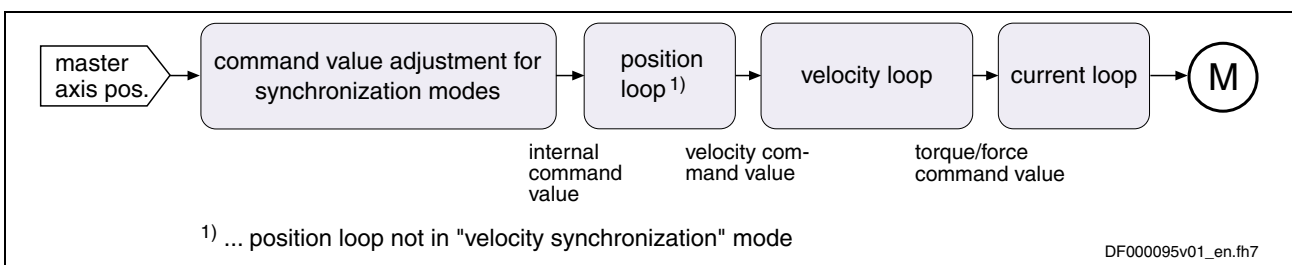 master
axis pos.
command value adjustment for
synchronization modes
position
loop 1)
velocity loop
current loop
M
internal
command
value
velocity com-
mand value
torque/force
command value
1) ... position loop not in "velocity synchronization" mode
DF000095v01_en.fh7